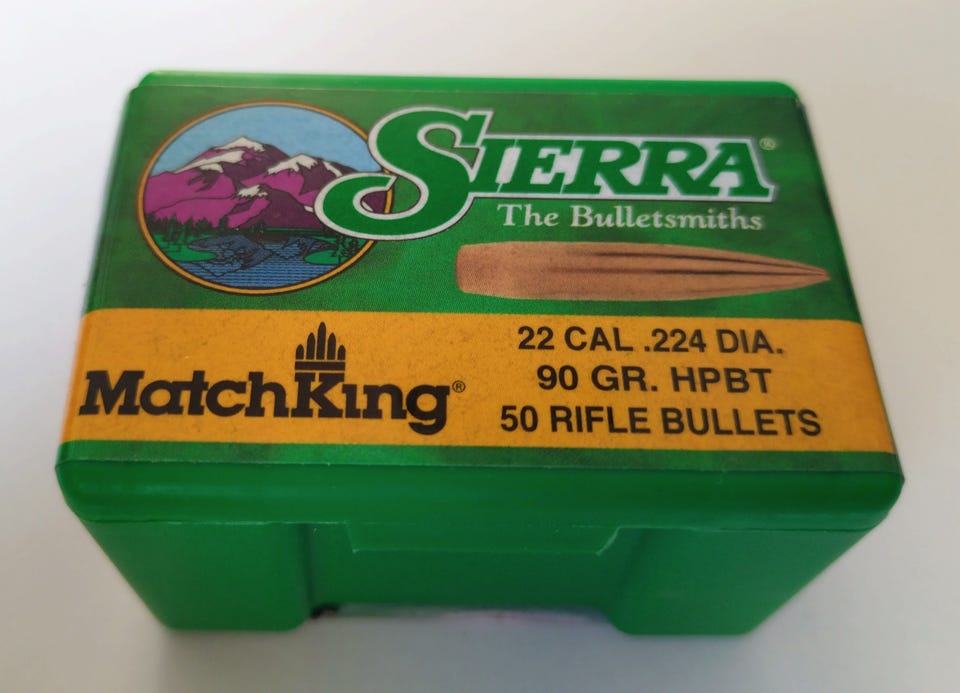 SIERRA®
The Bulletsmiths
MatchKing®
22 CAL .224 DIA.
90 GR. HPBT
50 RIFLE BULLETS